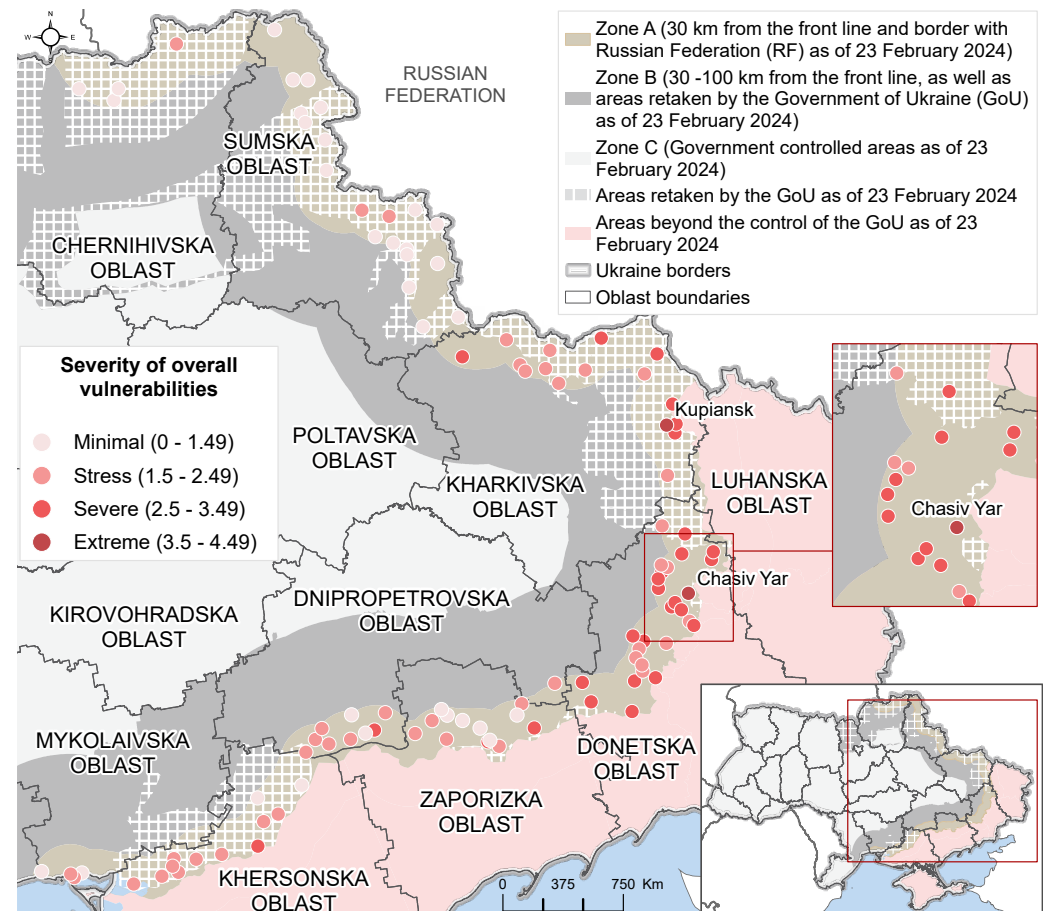 N
W
E
S
RUSSIAN
FEDERATION
Zone A (30 km from the front line and border with
Russian Federation (RF) as of 23 February 2024)
Zone B (30 -100 km from the front line, as well as
areas retaken by the Government of Ukraine (GoU)
as of 23 February 2024)
Zone C (Government controlled areas as of 23
February 2024)
Areas retaken by the GoU as of 23 February 2024
Areas beyond the control of the GoU as of 23
February 2024
Ukraine borders
Oblast boundaries
SUMSKA
OBLAST
CHERNIHIVSKA
OBLAST
Severity of overall
vulnerabilities
Minimal (0 - 1.49)
Stress (1.5 - 2.49)
Severe (2.5 - 3.49)
Extreme (3.5 - 4.49)
Kupiansk
POLTAVSKA
OBLAST
KHARKIVSKA
OBLAST
LUHANSKA
OBLAST
Chasiv Yar
Chasiv Yar
KIROVOHRADSKA
OBLAST
DNIPROPETROVSKA
OBLAST
MYKOLAIVSKA
OBLAST
DONETSKA
OBLAST
ZAPORIZKA
OBLAST
KHERSONSKA
OBLAST
0 375 750 Km